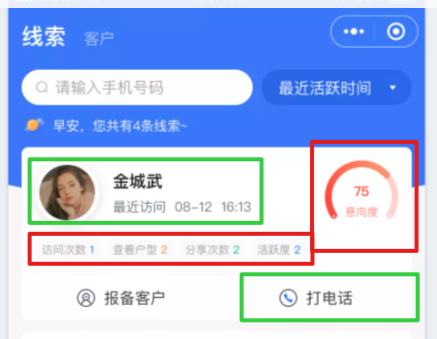 线索 客户
请输入手机号码 最近活跃时间
早安，您共有4条线索~
金城武
最近访问 08-12 16:13
75
意向度
访问次数 1 查看户型 2 分享次数 2 活跃度 2
报备客户 打电话